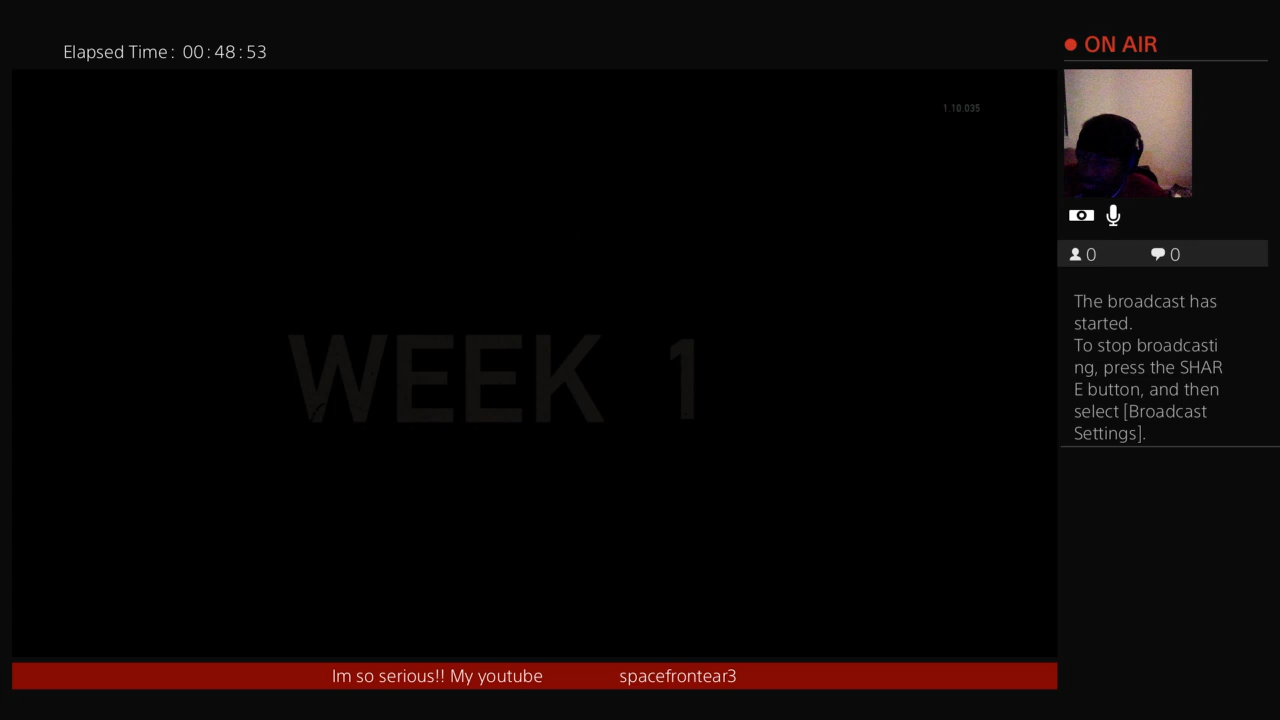 Elapsed Time: 00:48:53
ON AIR
1.10.035
0 0
WEEK 1
The broadcast has
started.
To stop broadcasti
ng, press the SHAR
E button, and then
select [Broadcast
Settings].
Im so serious!! My youtube spacefrontear3